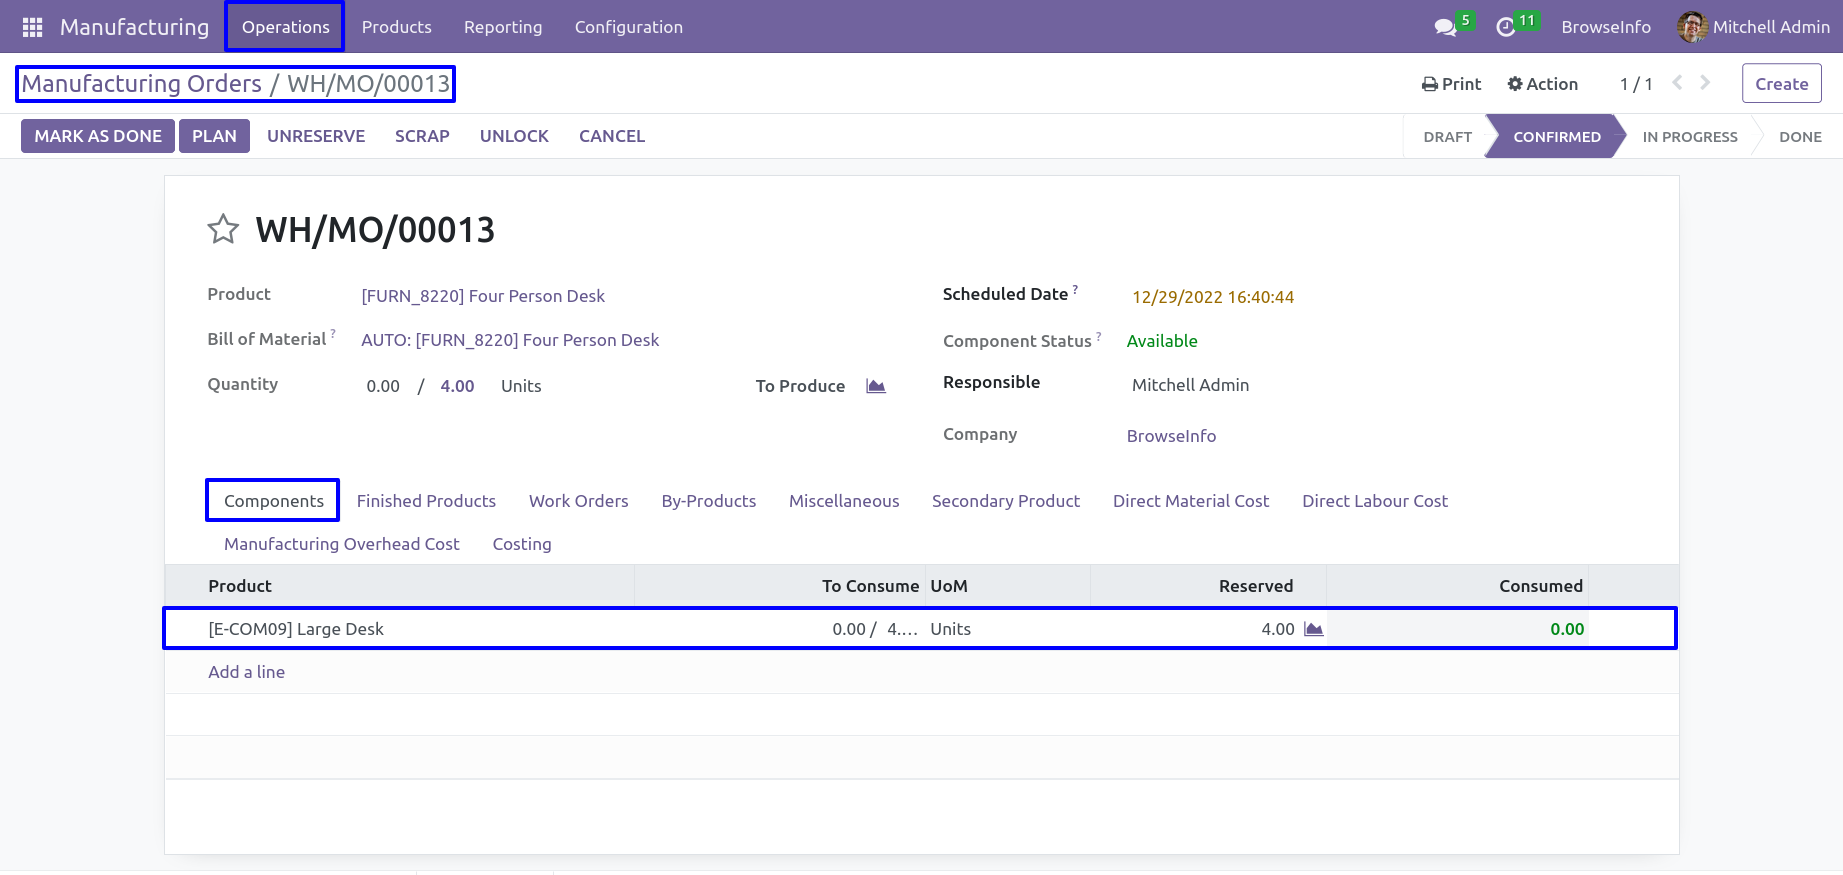 Manufacturing Operations Products Reporting Configuration 5 11 BrowseInfo Mitchell Admin
Manufacturing Orders / WH/MO/00013 Print Action 1 / 1 Create
MARK AS DONE PLAN UNRESERVE SCRAP UNLOCK CANCEL DRAFT CONFIRMED IN PROGRESS DONE
WH/MO/00013
Product [FURN_8220] Four Person Desk Scheduled Date ? 12/29/2022 16:40:44
Bill of Material ? AUTO: [FURN_8220] Four Person Desk Component Status ? Available
Quantity 0.00 / 4.00 Units To Produce Responsible Mitchell Admin
Company BrowseInfo
Components Finished Products Work Orders By-Products Miscellaneous Secondary Product Direct Material Cost Direct Labour Cost
Manufacturing Overhead Cost Costing
Product To Consume UoM Reserved Consumed
[E-COM09] Large Desk 0.00 / 4.... Units 4.00 0.00
Add a line